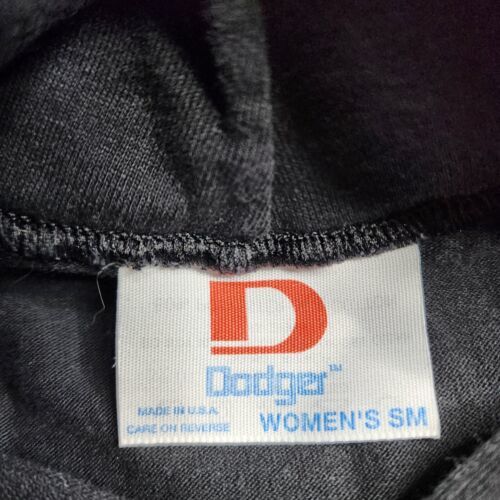 D
Dodger™
MADE IN U.S.A.
CARE ON REVERSE
WOMEN'S SM